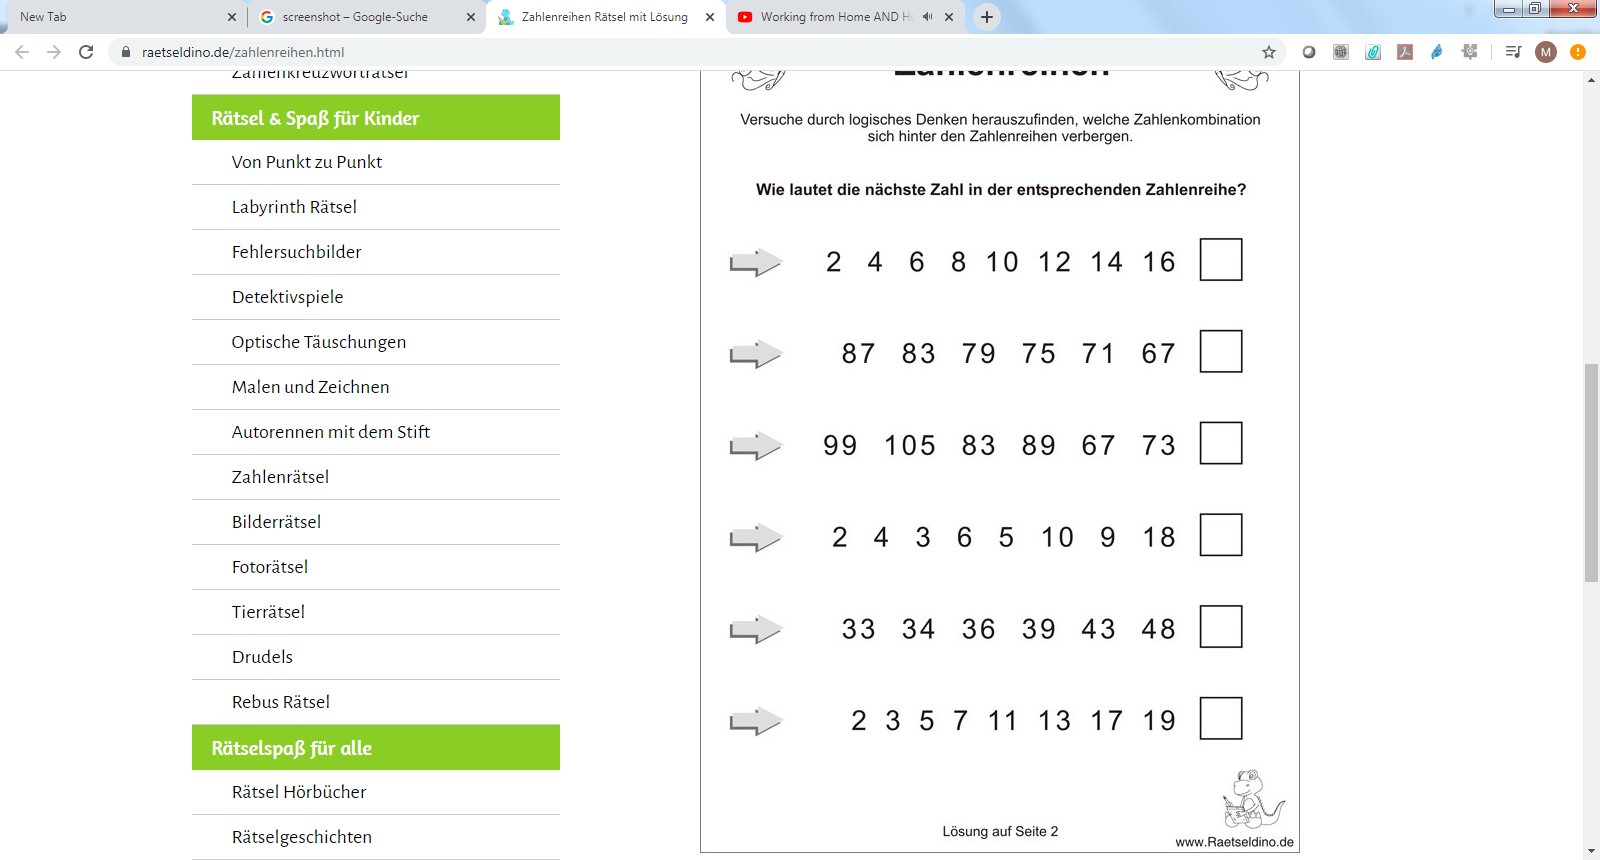 New Tab
screenshot – Google-Suche
Zahlenreihen Rätsel mit Lösung
Working from Home AND Ho
raetseldino.de/zahlenreihen.html
M
Zahlenkreuzworträtsel
Rätsel & Spaß für Kinder
Von Punkt zu Punkt
Labyrinth Rätsel
Fehlersuchbilder
Detektivspiele
Optische Täuschungen
Malen und Zeichnen
Autorennen mit dem Stift
Zahlenrätsel
Bilderrätsel
Fotorätsel
Tierrätsel
Drudels
Rebus Rätsel
Rätselspaß für alle
Rätsel Hörbücher
Rätselgeschichten
Zahlenreihen
Versuche durch logisches Denken herauszufinden, welche Zahlenkombination
sich hinter den Zahlenreihen verbergen.
Wie lautet die nächste Zahl in der entsprechenden Zahlenreihe?
2 4 6 8 10 12 14 16
87 83 79 75 71 67
99 105 83 89 67 73
2 4 3 6 5 10 9 18
33 34 36 39 43 48
2 3 5 7 11 13 17 19
Lösung auf Seite 2
www.Raetseldino.de